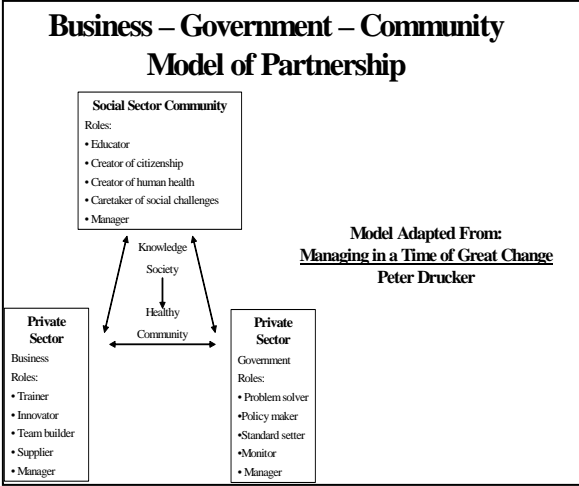 Business – Government – Community
Model of Partnership
Social Sector Community
Roles:
• Educator
• Creator of citizenship
• Creator of human health
• Caretaker of social challenges
• Manager
Knowledge
Society
Healthy
Community
Model Adapted From:
Managing in a Time of Great Change
Peter Drucker
Private
Sector
Business
Roles:
• Trainer
• Innovator
• Team builder
• Supplier
• Manager
Private
Sector
Government
Roles:
• Problem solver
•Policy maker
•Standard setter
•Monitor
• Manager